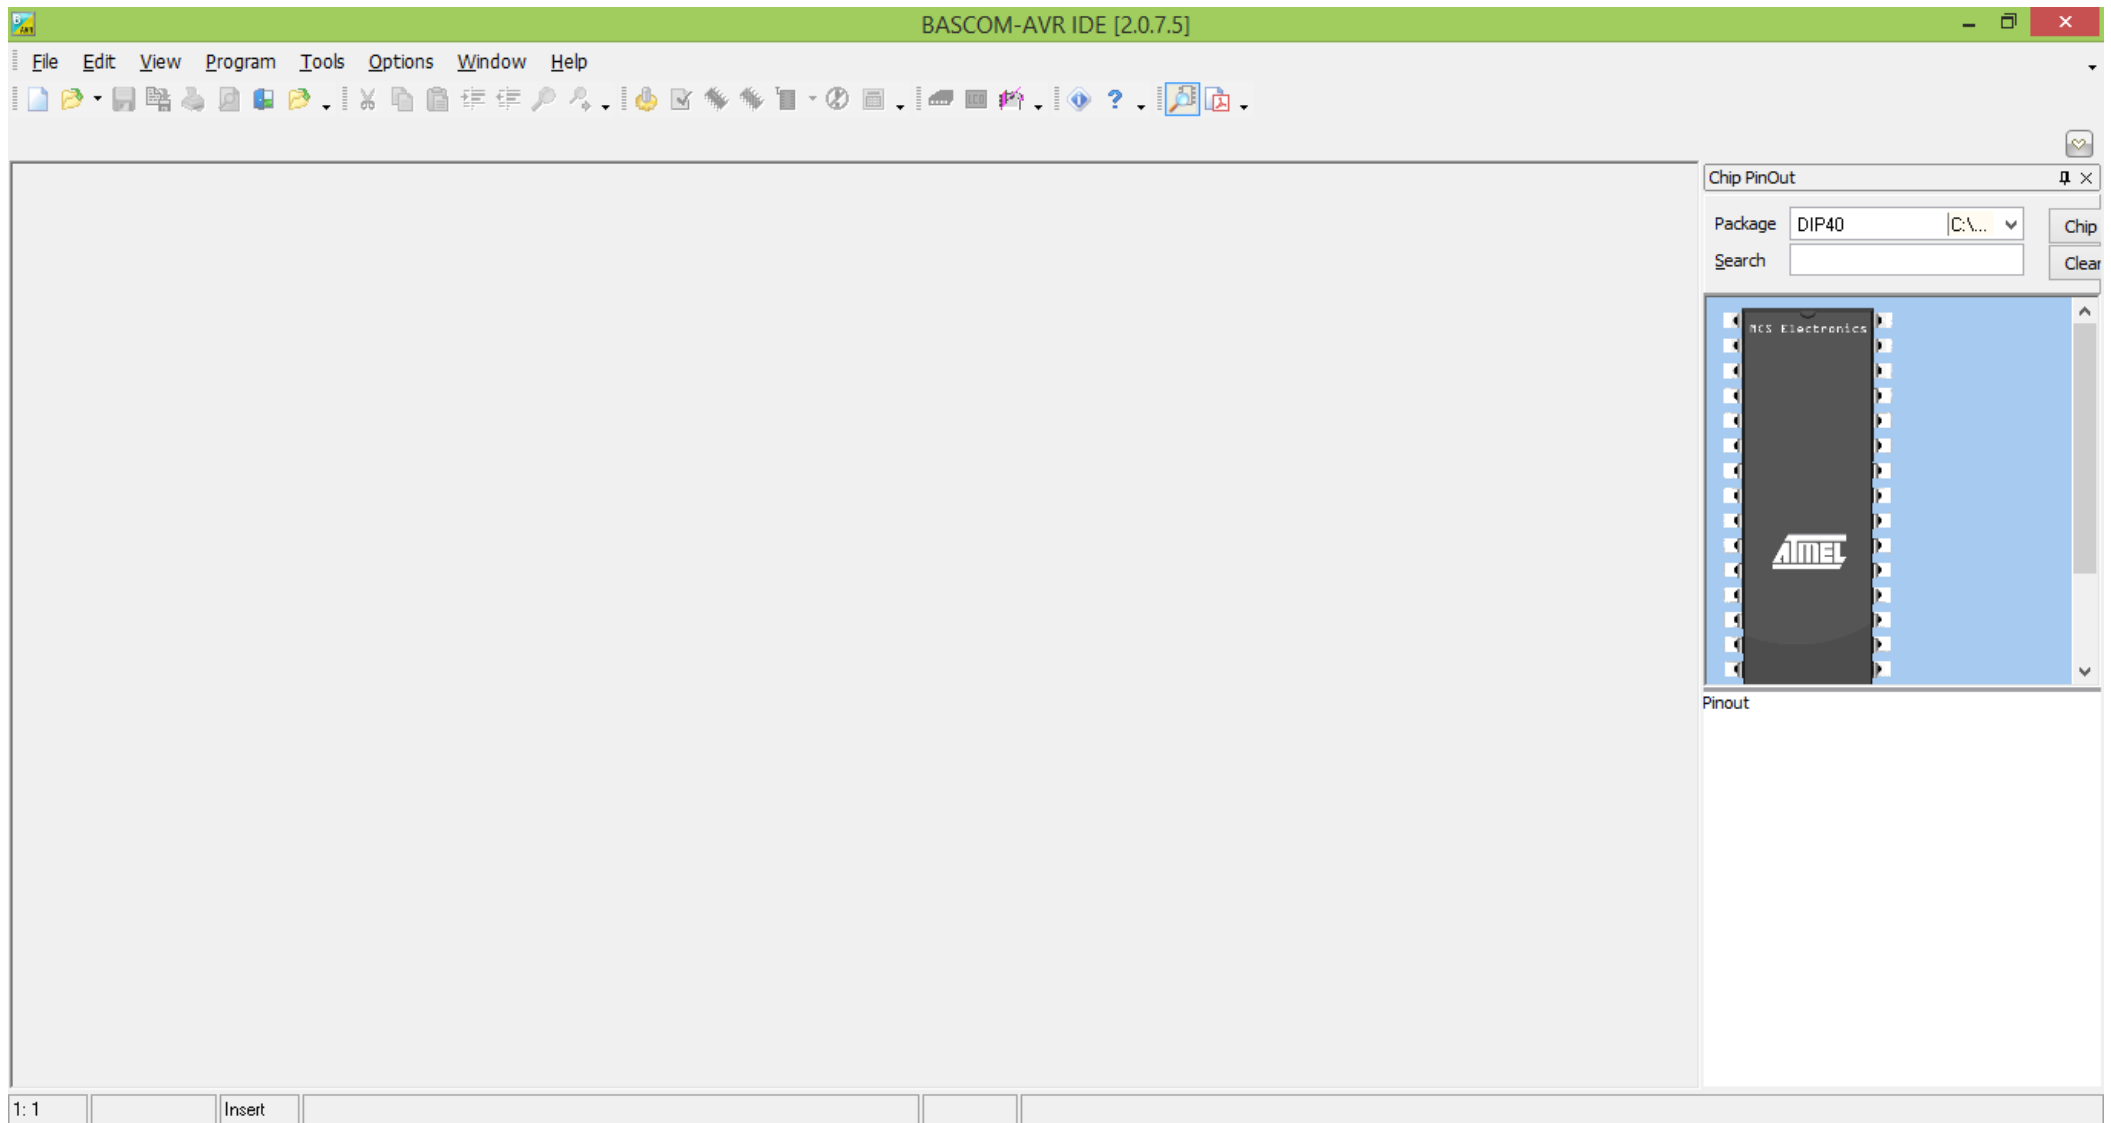 BASCOM-AVR IDE [2.0.7.5]
File Edit View Program Tools Options Window Help
LCD
Chip PinOut
Package DIP40 C:\... Chip
Search Clear
MCS Electronics
ATMEL
Pinout
1: 1 Insert